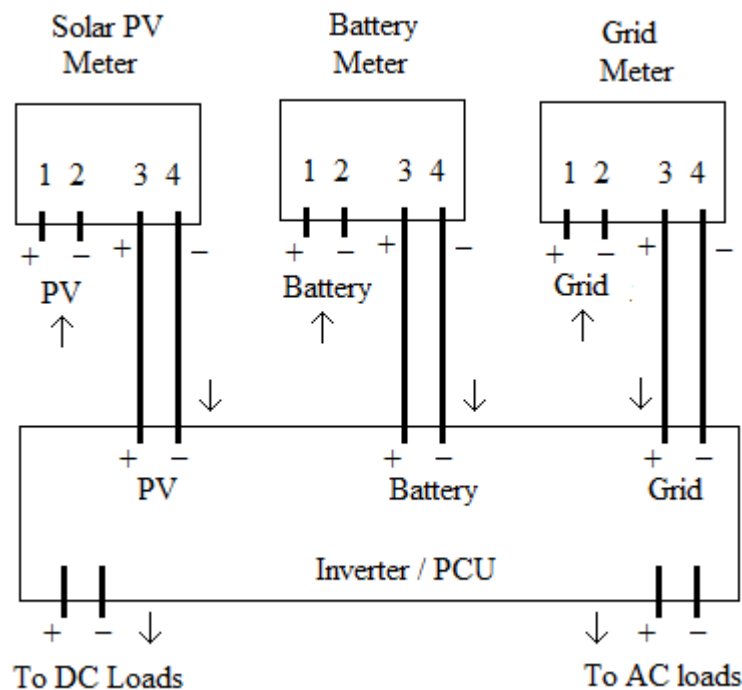 Solar PV
Meter
Battery
Meter
Grid
Meter
1 2 3 4
1 2 3 4
1 2 3 4
+ − + −
PV
+ − + −
Battery
+ − + −
Grid
+ −
PV
+ −
Battery
+ −
Grid
Inverter / PCU
+ −
To DC Loads
+ −
To AC loads